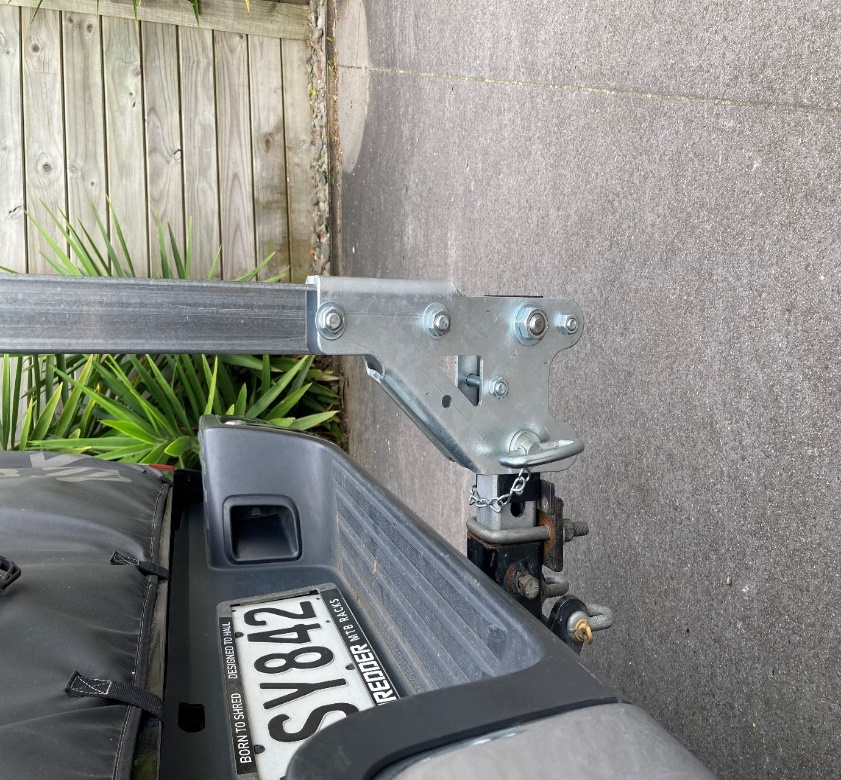 BORN TO SHRED DESIGNED TO HAUL
SY842
REDDER MTB RACKS